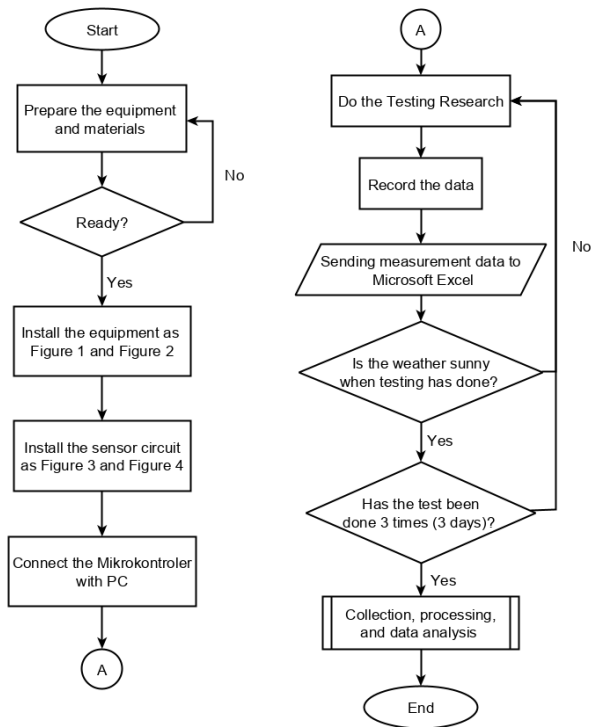 Start
Prepare the equipment
and materials
No
Ready?
Yes
Install the equipment as
Figure 1 and Figure 2
Install the sensor circuit
as Figure 3 and Figure 4
Connect the Mikrokontroler
with PC
A
A
Do the Testing Research
Record the data
No
Sending measurement data to
Microsoft Excel
Is the weather sunny
when testing has done?
Yes
Has the test been
done 3 times (3 days)?
Yes
Collection, processing,
and data analysis
End